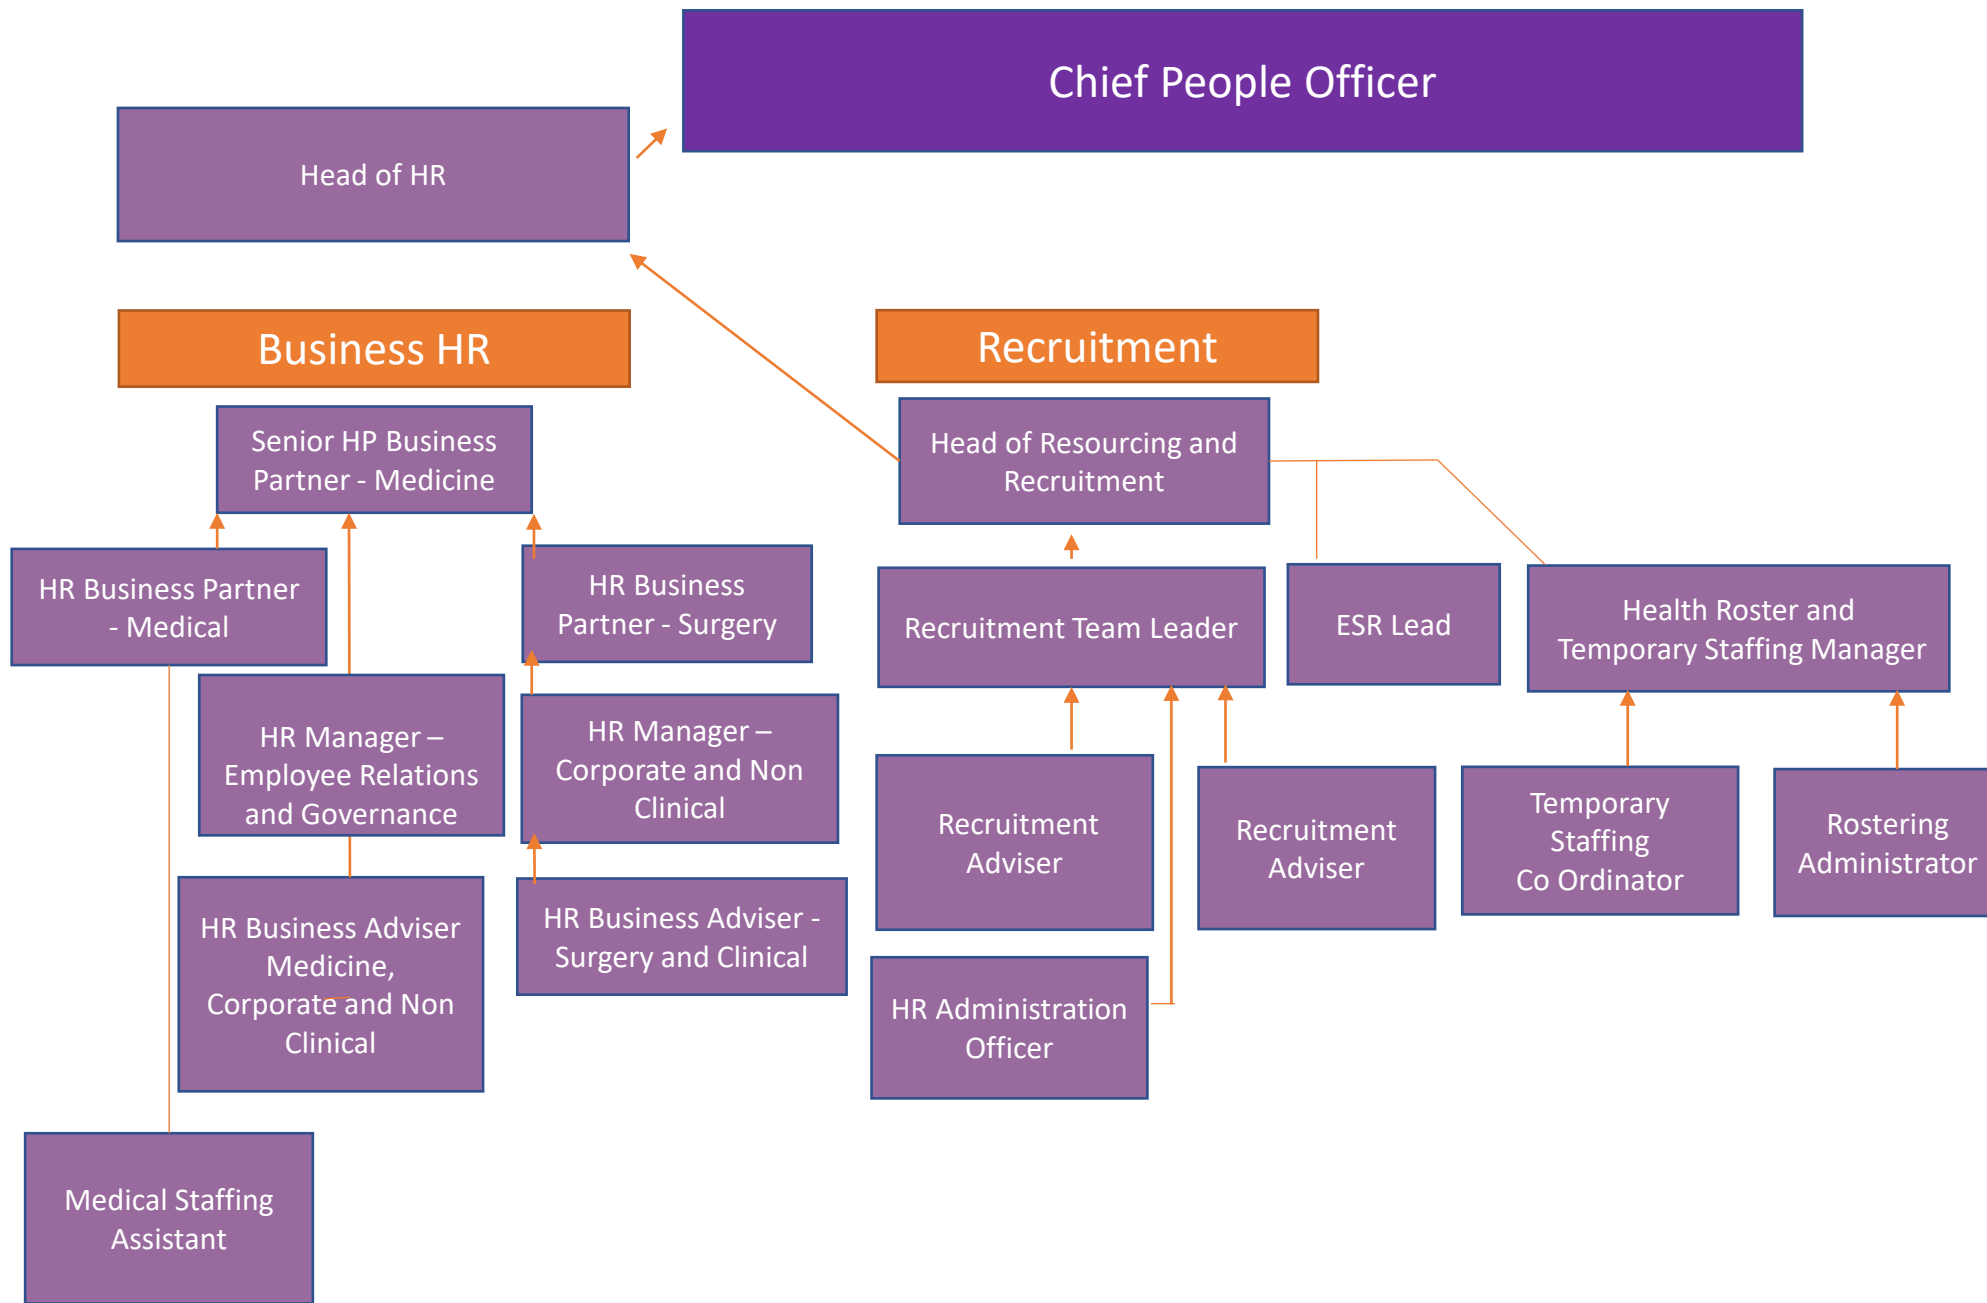 Chief People Officer
Head of HR
Business HR
Recruitment
Senior HP Business
Partner - Medicine
Head of Resourcing and
Recruitment
HR Business Partner
- Medical
HR Business
Partner - Surgery
Recruitment Team Leader
ESR Lead
Health Roster and
Temporary Staffing Manager
HR Manager –
Employee Relations
and Governance
HR Manager –
Corporate and Non
Clinical
Recruitment
Adviser
Recruitment
Adviser
Temporary
Staffing
Co Ordinator
Rostering
Administrator
HR Business Adviser
Medicine,
Corporate and Non
Clinical
HR Business Adviser -
Surgery and Clinical
HR Administration
Officer
Medical Staffing
Assistant